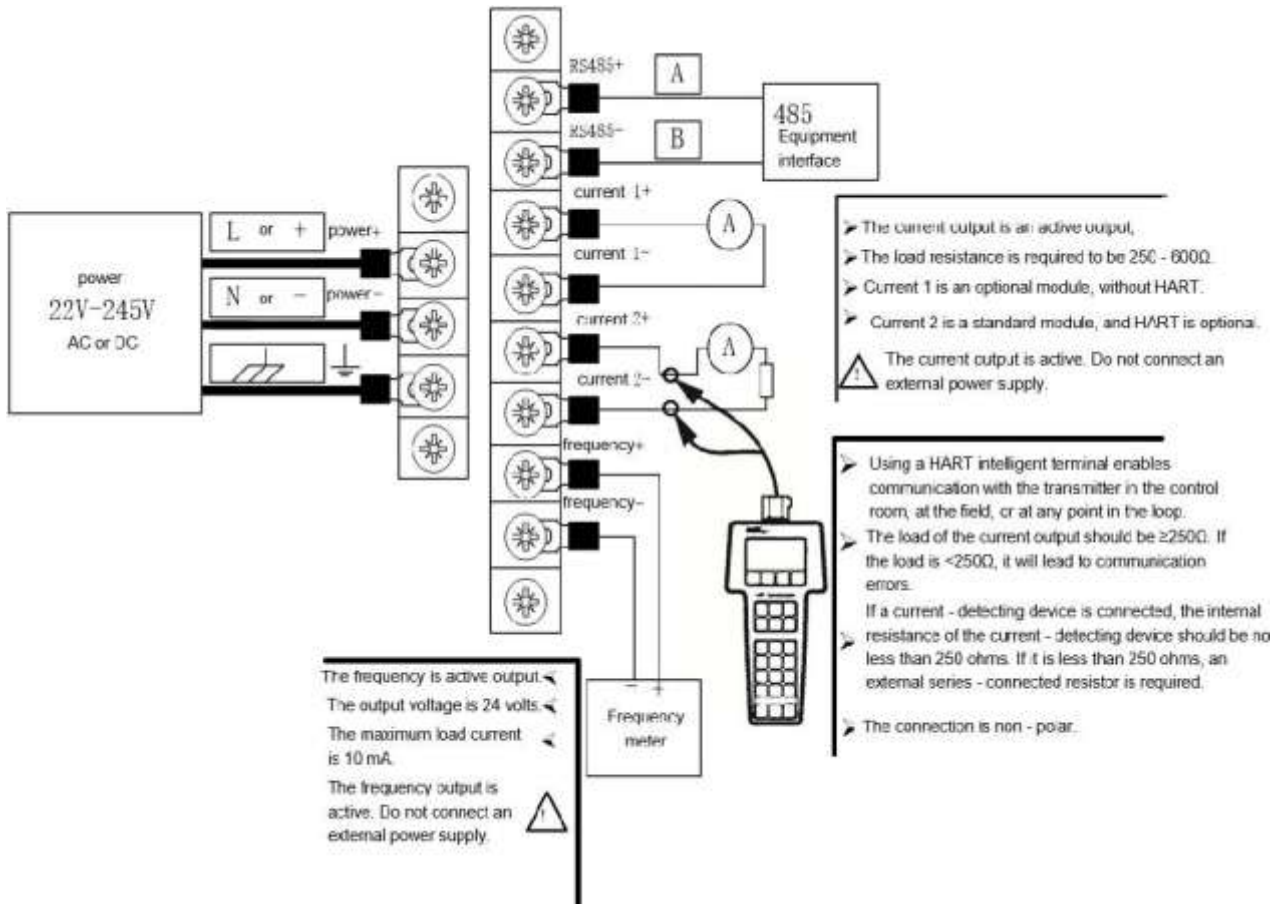 RS485+
A
RS485-
B
485
Equipment
interface
current 1+
A
current 1-
current 2+
A
current 2-
frequency+
frequency-
L or + power+
N or - power-
power
22V-245V
AC or DC
The current output is an active output,
The load resistance is required to be 250 - 600Ω.
Current 1 is an optional module, without HART.
Current 2 is a standard module, and HART is optional.
! The current output is active. Do not connect an
external power supply.
Using a HART intelligent terminal enables
communication with the transmitter in the control
room, at the field, or at any point in the loop.
The load of the current output should be ≥250Ω. If
the load is <250Ω, it will lead to communication
errors.
If a current - detecting device is connected, the internal
resistance of the current - detecting device should be no
less than 250 ohms. If it is less than 250 ohms, an
external series - connected resistor is required.
The connection is non - polar.
The frequency is active output.
The output voltage is 24 volts.
The maximum load current
is 10 mA.
The frequency output is
active. Do not connect an
external power supply.
!
- +
Frequency
meter